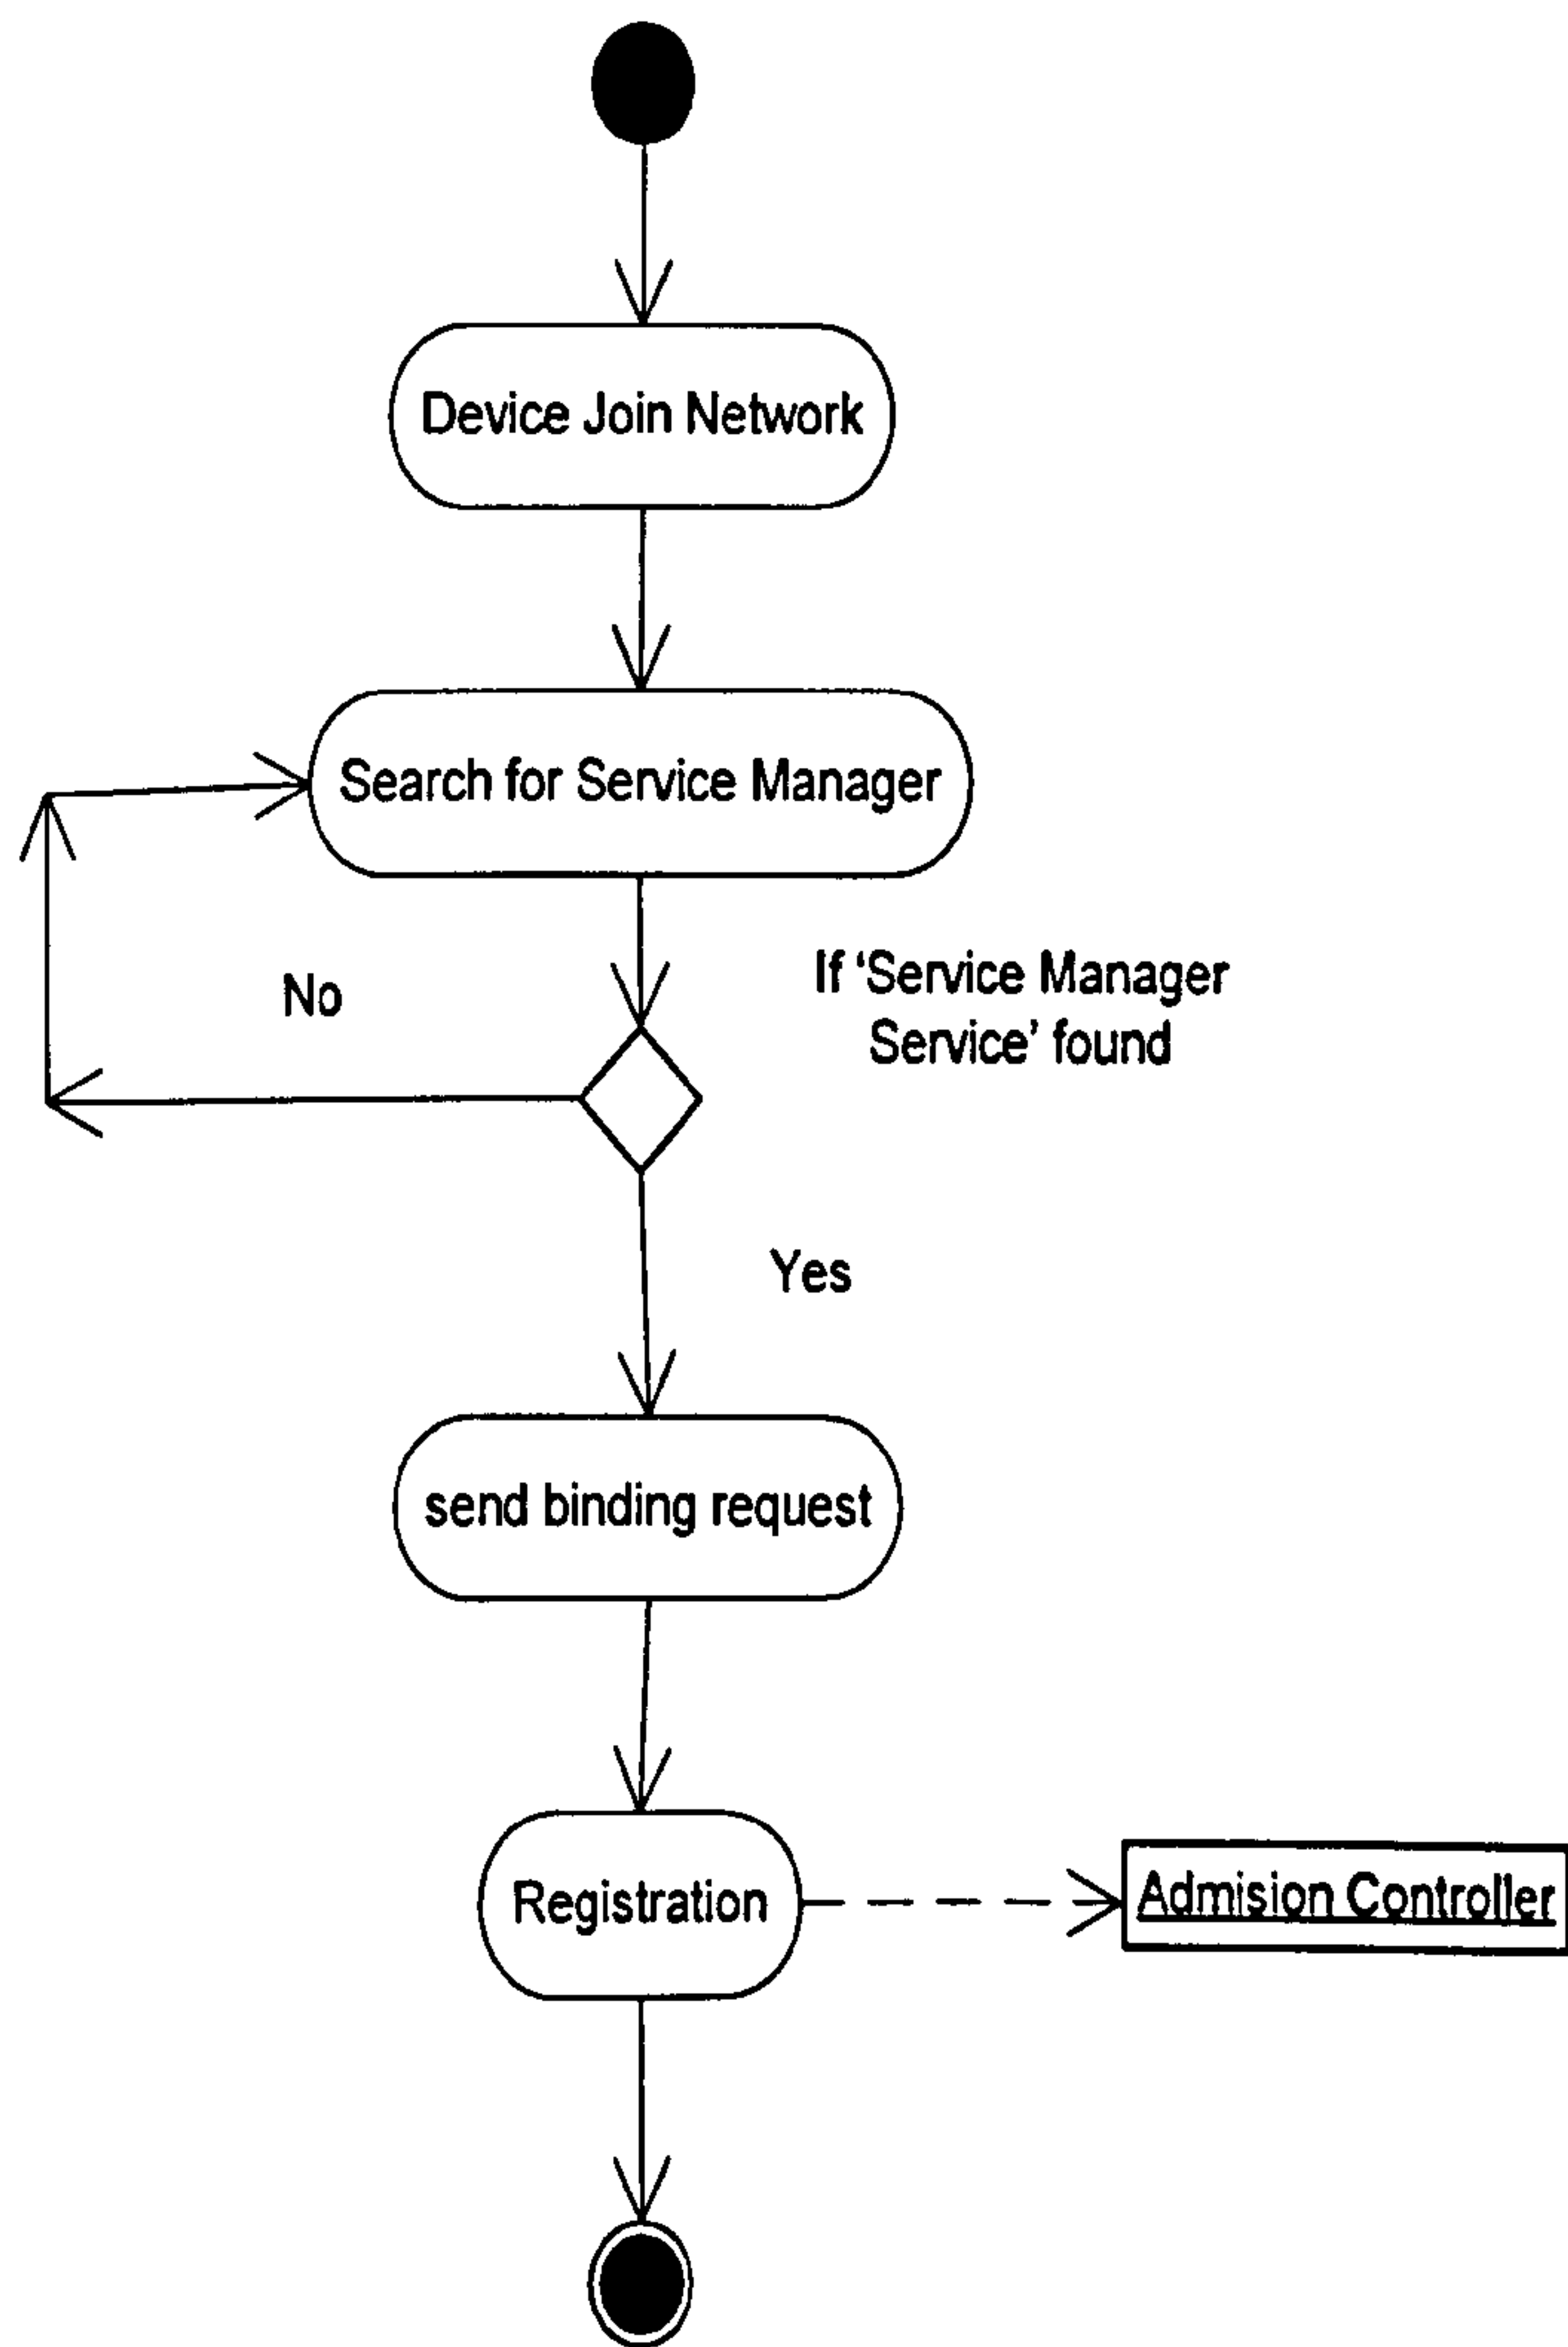 Device Join Network
Search for Service Manager
If ‘Service Manager
Service’ found
No
Yes
send binding request
Registration
Admision Controller